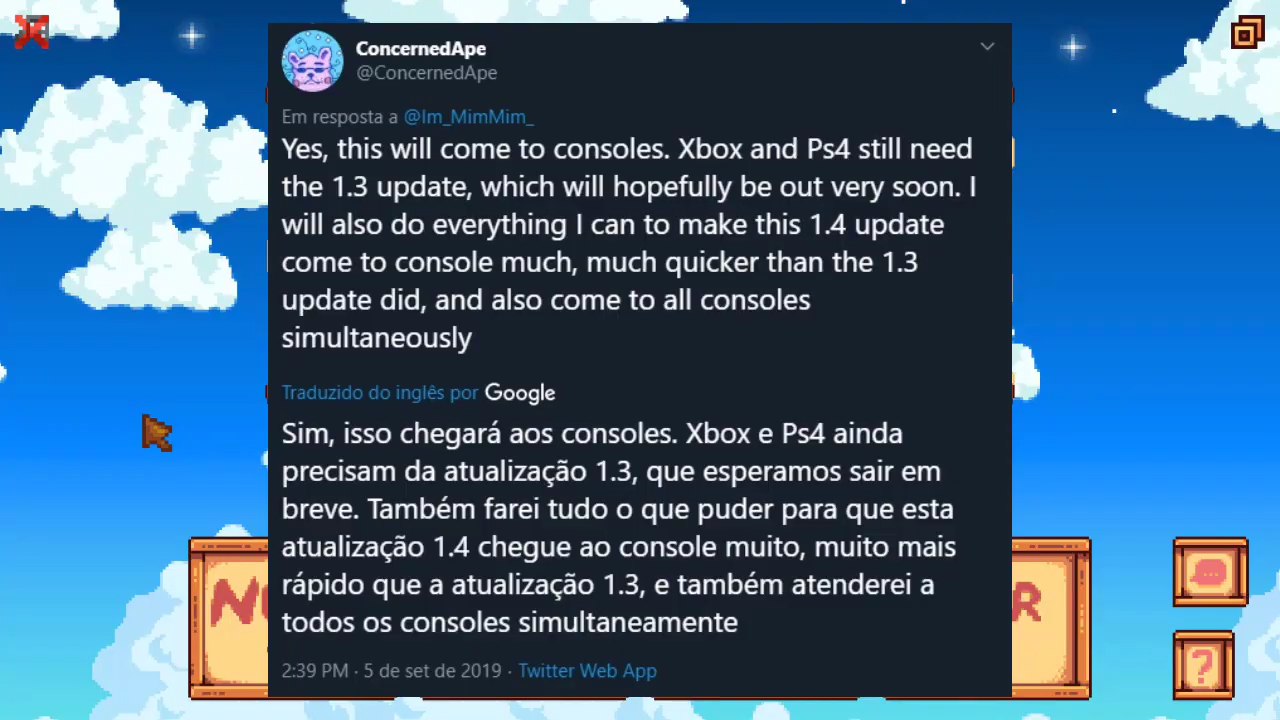 ConcernedApe
@ConcernedApe
Em resposta a @Im_MimMim_
Yes, this will come to consoles. Xbox and Ps4 still need
the 1.3 update, which will hopefully be out very soon. I
will also do everything I can to make this 1.4 update
come to console much, much quicker than the 1.3
update did, and also come to all consoles
simultaneously
Traduzido do inglês por Google
Sim, isso chegará aos consoles. Xbox e Ps4 ainda
precisam da atualização 1.3, que esperamos sair em
breve. Também farei tudo o que puder para que esta
atualização 1.4 chegue ao console muito, muito mais
rápido que a atualização 1.3, e também atenderei a
todos os consoles simultaneamente
2:39 PM · 5 de set de 2019 · Twitter Web App
?